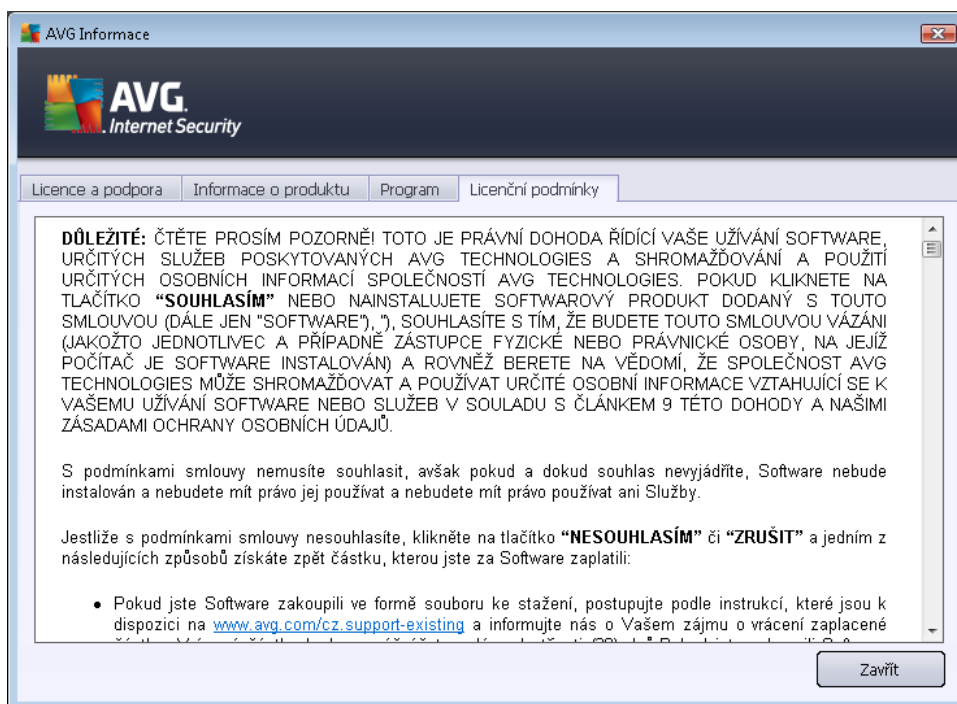 AVG Informace
AVG.
Internet Security
Licence a podpora Informace o produktu Program Licenční podmínky
DŮLEŽITÉ: ČTĚTE PROSÍM POZORNĚ! TOTO JE PRÁVNÍ DOHODA ŘÍDÍCÍ VAŠE UŽÍVÁNÍ SOFTWARE,
URČITÝCH SLUŽEB POSKYTOVANÝCH AVG TECHNOLOGIES A SHROMAŽĎOVÁNÍ A POUŽITÍ
URČITÝCH OSOBNÍCH INFORMACÍ SPOLEČNOSTÍ AVG TECHNOLOGIES. POKUD KLIKNETE NA
TLAČÍTKO “SOUHLASÍM” NEBO NAINSTALUJETE SOFTWAROVÝ PRODUKT DODANÝ S TOUTO
SMLOUVOU (DÁLE JEN "SOFTWARE"), "), SOUHLASÍTE S TÍM, ŽE BUDETE TOUTO SMLOUVOU VÁZÁNI
(JAKOŽTO JEDNOTLIVEC A PŘÍPADNĚ ZÁSTUPCE FYZICKÉ NEBO PRÁVNICKÉ OSOBY, NA JEJÍŽ
POČÍTAČ JE SOFTWARE INSTALOVÁN) A ROVNĚŽ BERETE NA VĚDOMÍ, ŽE SPOLEČNOST AVG
TECHNOLOGIES MŮŽE SHROMAŽĎOVAT A POUŽÍVAT URČITÉ OSOBNÍ INFORMACE VZTAHUJÍCÍ SE K
VAŠEMU UŽÍVÁNÍ SOFTWARE NEBO SLUŽEB V SOULADU S ČLÁNKEM 9 TÉTO DOHODY A NAŠIMI
ZÁSADAMI OCHRANY OSOBNÍCH ÚDAJŮ.
S podmínkami smlouvy nemusíte souhlasit, avšak pokud a dokud souhlas nevyjádříte, Software nebude
instalován a nebudete mít právo jej používat a nebudete mít právo používat ani Služby.
Jestliže s podmínkami smlouvy nesouhlasíte, klikněte na tlačítko “NESOUHLASÍM” či “ZRUŠIT” a jedním z
následujících způsobů získáte zpět částku, kterou jste za Software zaplatili:
• Pokud jste Software zakoupili ve formě souboru ke stažení, postupujte podle instrukcí, které jsou k
dispozici na www.avg.com/cz.support-existing a informujte nás o Vašem zájmu o vrácení zaplacené
Zavřít